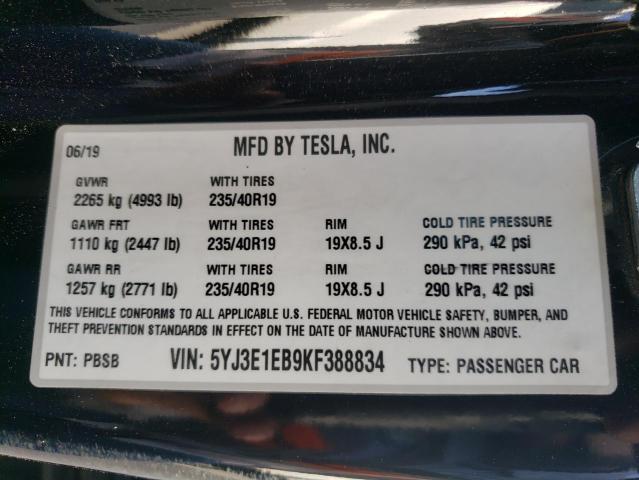 06/19 MFD BY TESLA, INC.
GVWR WITH TIRES
2265 kg (4993 lb) 235/40R19
GAWR FRT WITH TIRES RIM COLD TIRE PRESSURE
1110 kg (2447 lb) 235/40R19 19X8.5 J 290 kPa, 42 psi
GAWR RR WITH TIRES RIM COLD TIRE PRESSURE
1257 kg (2771 lb) 235/40R19 19X8.5 J 290 kPa, 42 psi
THIS VEHICLE CONFORMS TO ALL APPLICABLE U.S. FEDERAL MOTOR VEHICLE SAFETY, BUMPER, AND
THEFT PREVENTION STANDARDS IN EFFECT ON THE DATE OF MANUFACTURE SHOWN ABOVE.
PNT: PBSB VIN: 5YJ3E1EB9KF388834 TYPE: PASSENGER CAR